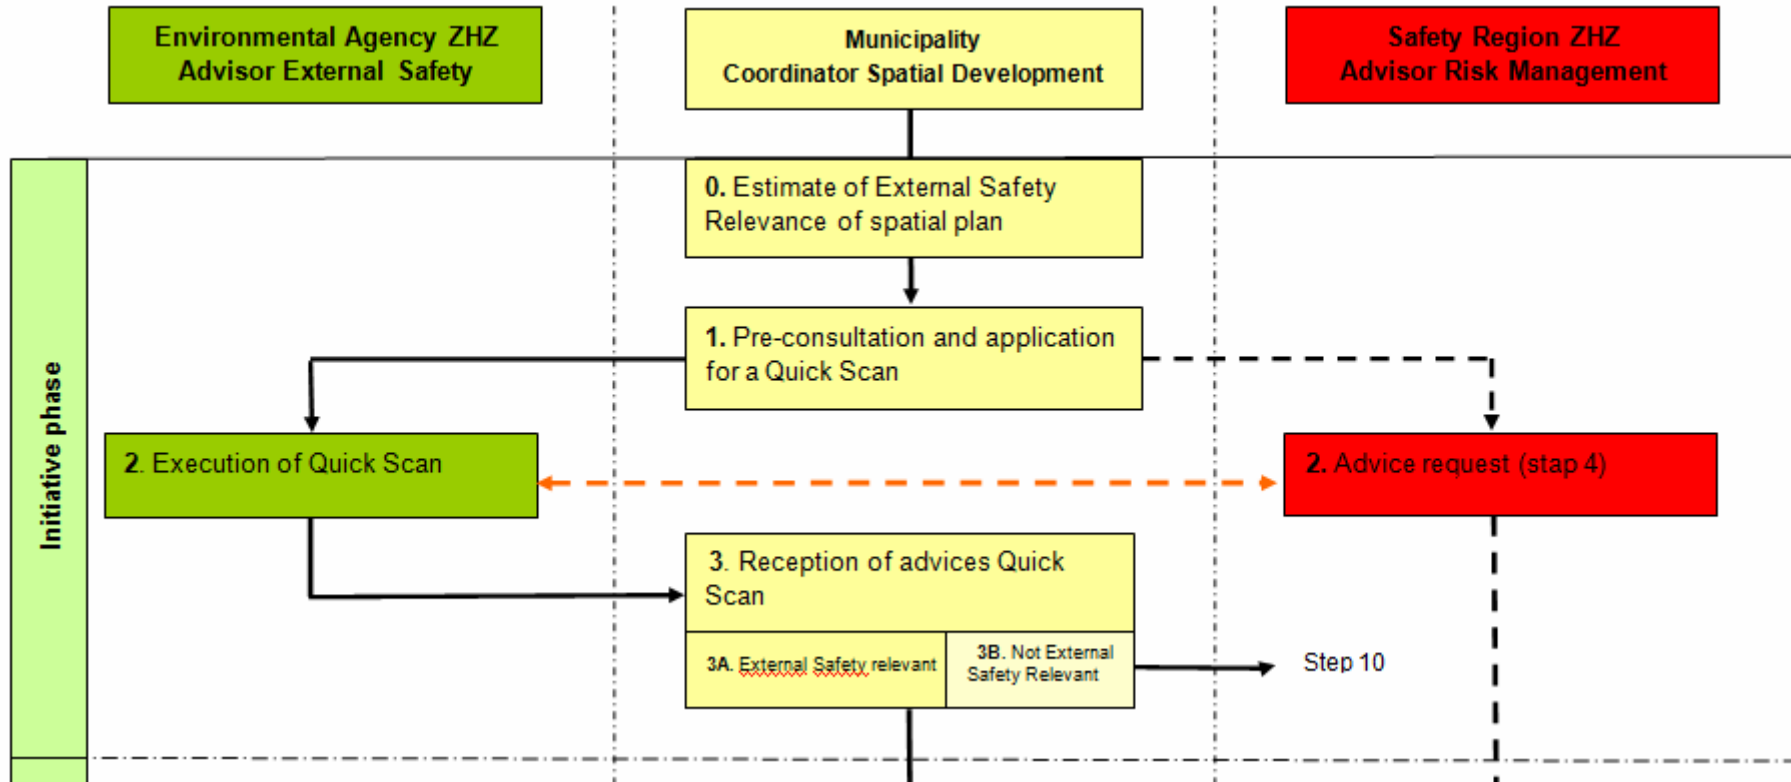 Environmental Agency ZHZ
Advisor External Safety
Municipality
Coordinator Spatial Development
Safety Region ZHZ
Advisor Risk Management
Initiative phase
0. Estimate of External Safety
Relevance of spatial plan
1. Pre-consultation and application
for a Quick Scan
2. Execution of Quick Scan
2. Advice request (stap 4)
3. Reception of advices Quick
Scan
3A. External Safety relevant
3B. Not External
Safety Relevant
Step 10